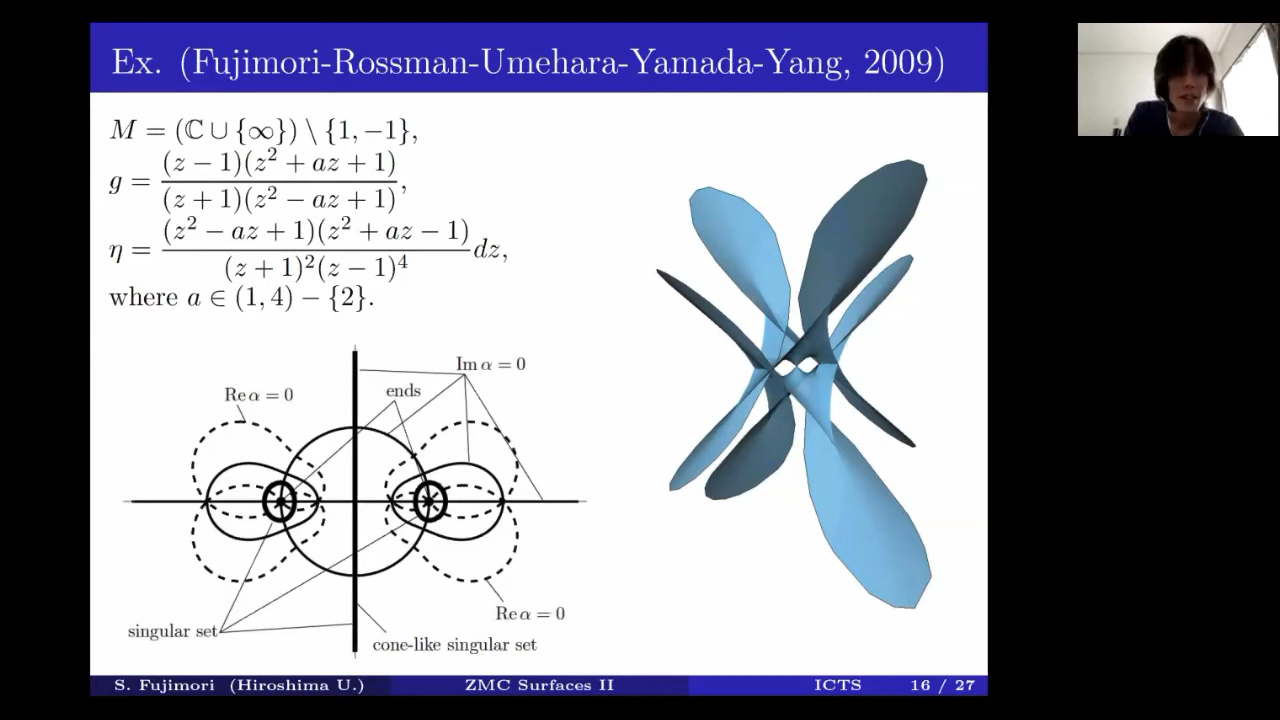 Ex. (Fujimori-Rossman-Umehara-Yamada-Yang, 2009)
M = (ℂ ∪ {∞}) \ {1, −1},
g = (z − 1)(z² + az + 1) / (z + 1)(z² − az + 1),
η = (z² − az + 1)(z² + az − 1) / (z + 1)²(z − 1)⁴ dz,
where a ∈ (1, 4) − {2}.
Im α = 0
ends
Re α = 0
Re α = 0
singular set
cone-like singular set
S. Fujimori (Hiroshima U.) ZMC Surfaces II ICTS 16 / 27